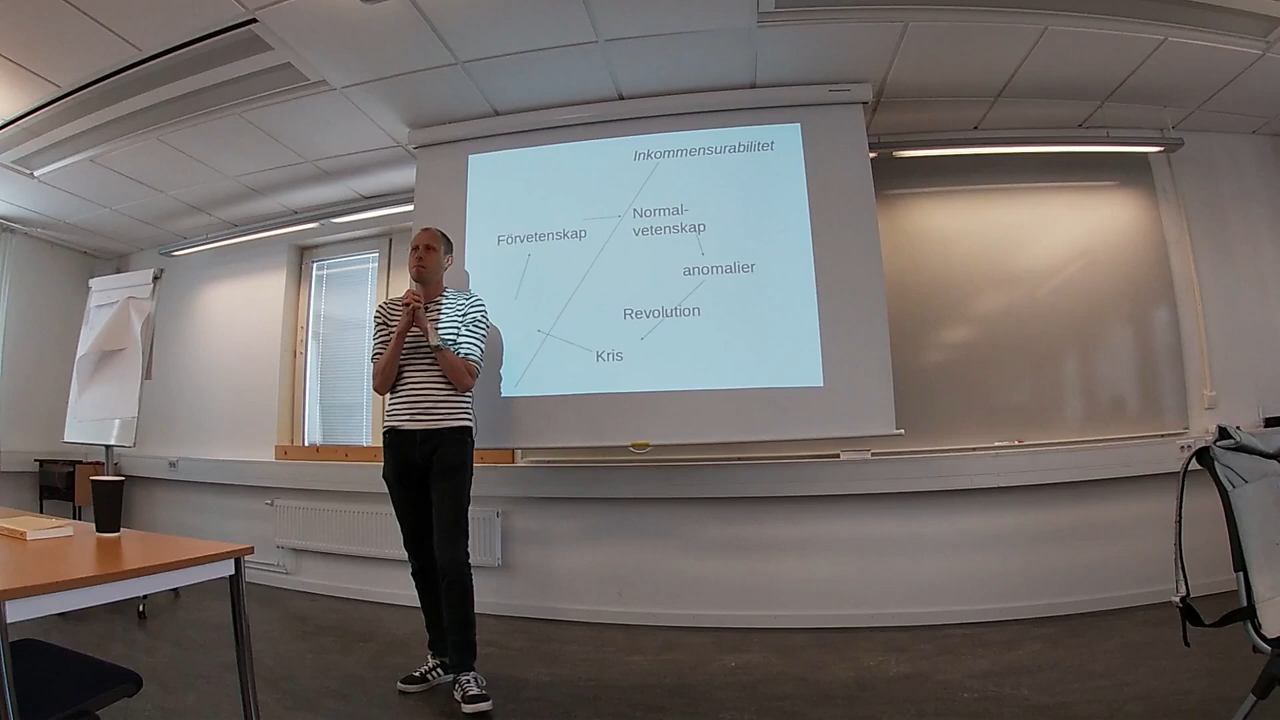 Inkommensurabilitet
Normal-
vetenskap
Förvetenskap
anomalier
Revolution
Kris